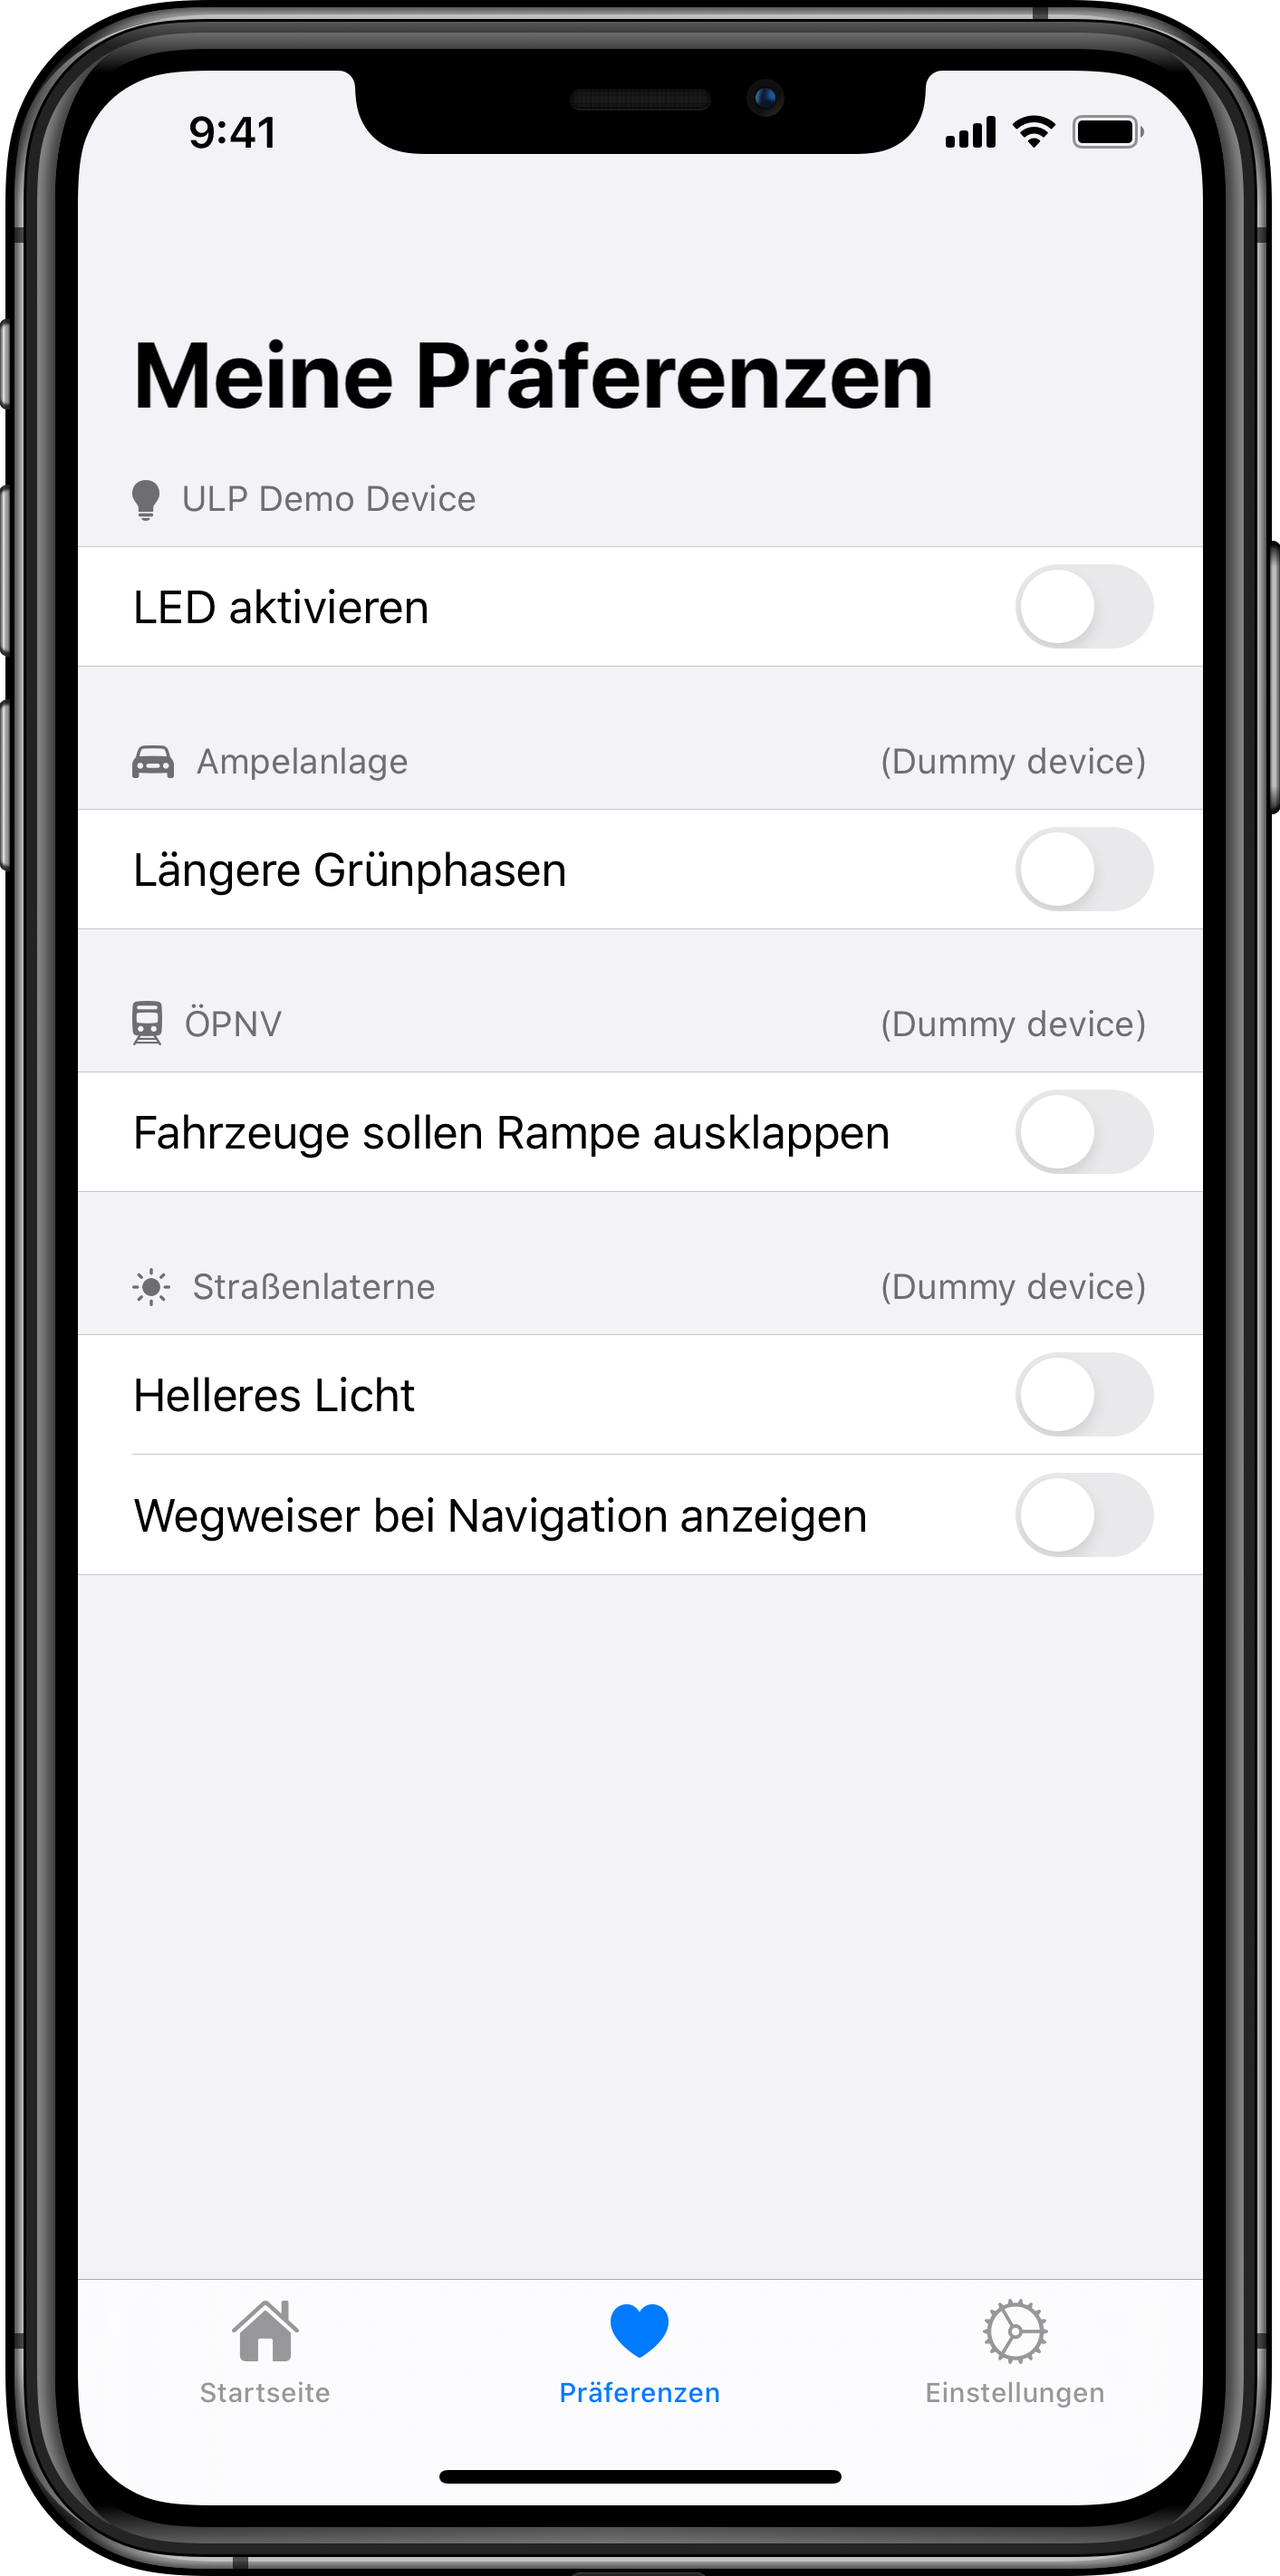 9:41
Meine Präferenzen
ULP Demo Device
LED aktivieren
Ampelanlage (Dummy device)
Längere Grünphasen
ÖPNV (Dummy device)
Fahrzeuge sollen Rampe ausklappen
Straßenlaterne (Dummy device)
Helleres Licht
Wegweiser bei Navigation anzeigen
Startseite Präferenzen Einstellungen